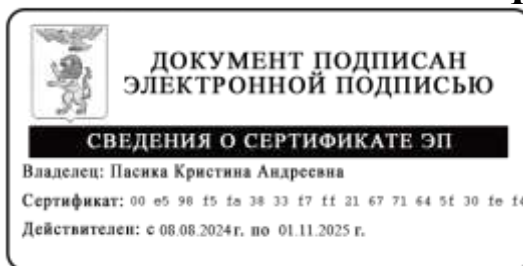 ДОКУМЕНТ ПОДПИСАН
ЭЛЕКТРОННОЙ ПОДПИСЬЮ
СВЕДЕНИЯ О СЕРТИФИКАТЕ ЭП
Владелец: Пасика Кристина Андреевна
Сертификат: 00 e5 98 f5 fa 38 33 f7 ff 21 67 71 64 5f 30 fe
Действителен: с 08.08.2024 г. по 01.11.2025 г.